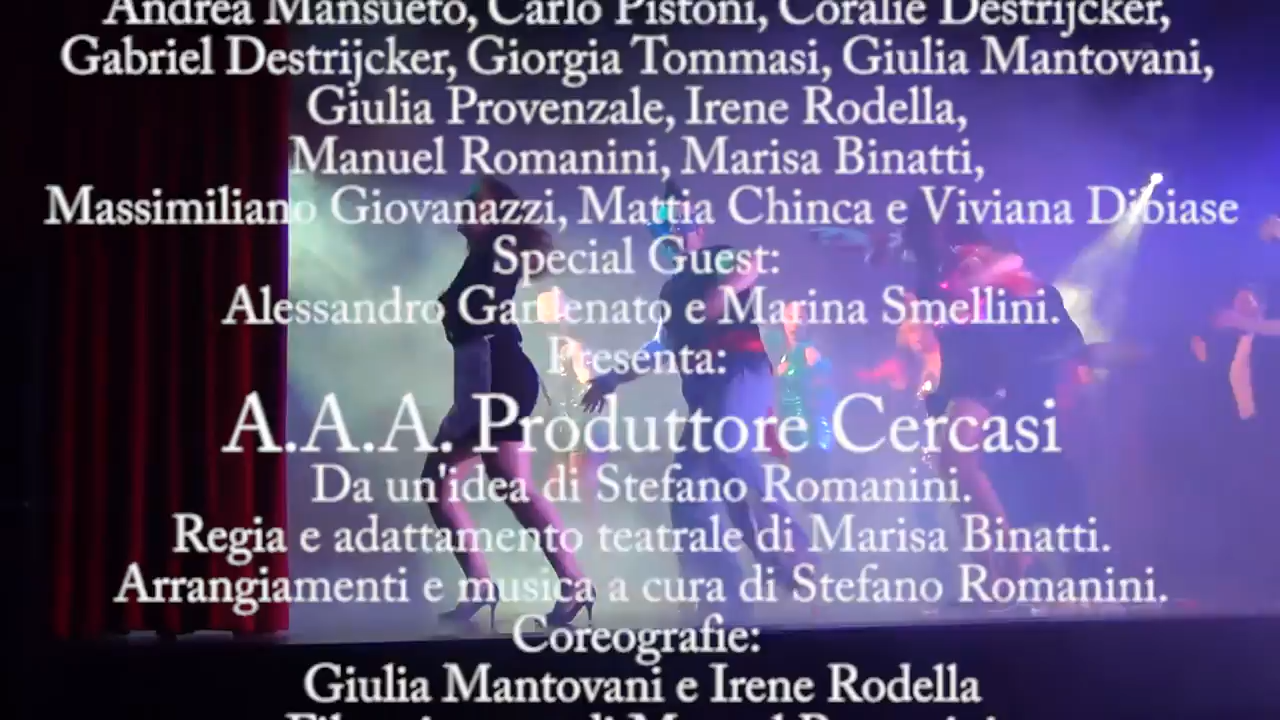 Andrea Mansueto, Carlo Pistoni, Coralie Destrijcker,
Gabriel Destrijcker, Giorgia Tommasi, Giulia Mantovani,
Giulia Provenzale, Irene Rodella,
Manuel Romanini, Marisa Binatti,
Massimiliano Giovanazzi, Mattia Chinca e Viviana Dibiase
Special Guest:
Alessandro Gardenato e Marina Smellini.
Presenta:
A.A.A. Produttore Cercasi
Da un'idea di Stefano Romanini.
Regia e adattamento teatrale di Marisa Binatti.
Arrangiamenti e musica a cura di Stefano Romanini.
Coreografie:
Giulia Mantovani e Irene Rodella